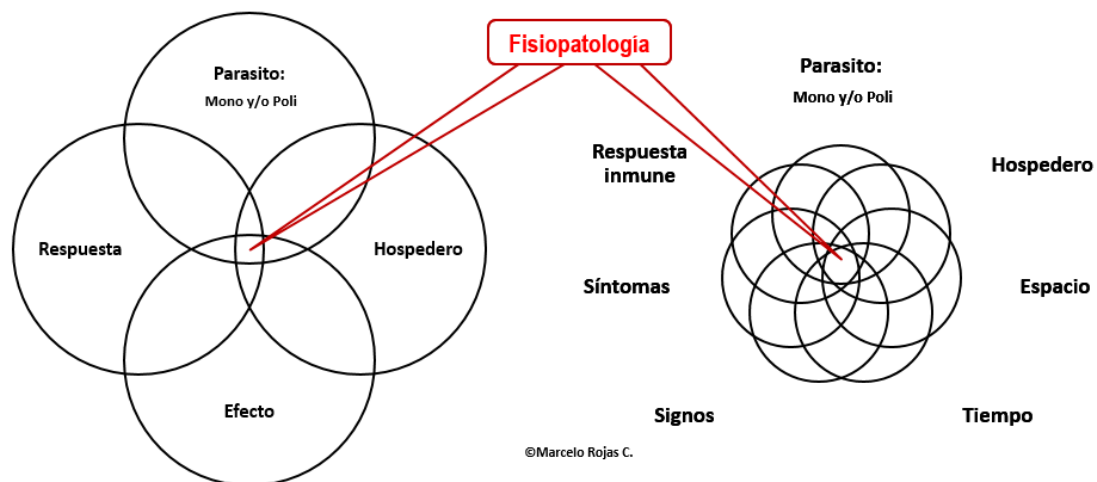 Fisiopatología
Parasito:
Mono y/o Poli
Respuesta
Hospedero
Efecto
Parasito:
Mono y/o Poli
Respuesta
inmune
Hospedero
Síntomas
Espacio
Signos
Tiempo
©Marcelo Rojas C.